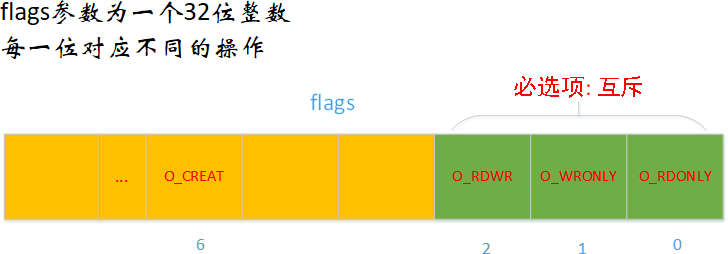 flags参数为一个32位整数
每一位对应不同的操作
必选项: 互斥
flags
... O_CREAT O_RDWR O_WRONLY O_RDONLY
6 2 1 0